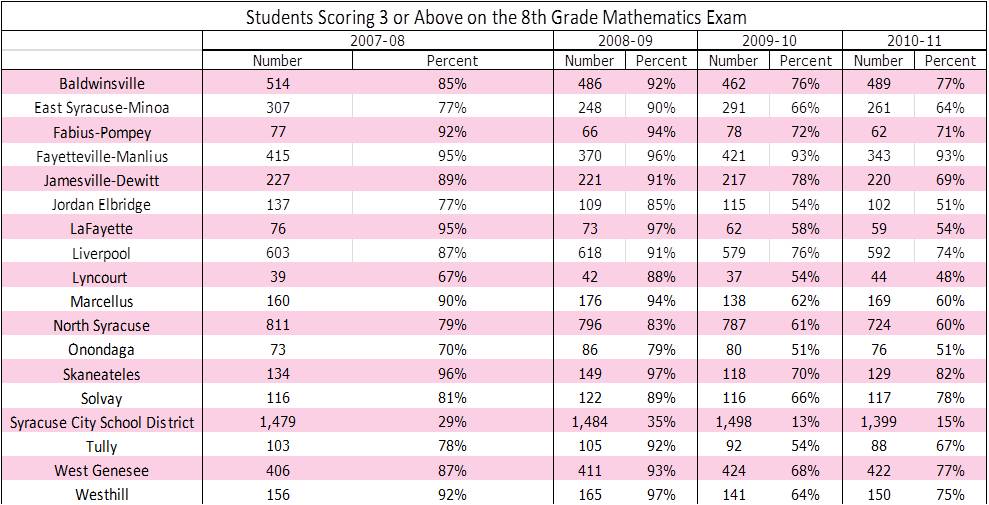 Students Scoring 3 or Above on the 8th Grade Mathematics Exam
2007-08 2008-09 2009-10 2010-11
Number Percent Number Percent Number Percent Number Percent
Baldwinsville 514 85% 486 92% 462 76% 489 77%
East Syracuse-Minoa 307 77% 248 90% 291 66% 261 64%
Fabius-Pompey 77 92% 66 94% 78 72% 62 71%
Fayetteville-Manlius 415 95% 370 96% 421 93% 343 93%
Jamesville-Dewitt 227 89% 221 91% 217 78% 220 69%
Jordan Elbridge 137 77% 109 85% 115 54% 102 51%
LaFayette 76 95% 73 97% 62 58% 59 54%
Liverpool 603 87% 618 91% 579 76% 592 74%
Lyncourt 39 67% 42 88% 37 54% 44 48%
Marcellus 160 90% 176 94% 138 62% 169 60%
North Syracuse 811 79% 796 83% 787 61% 724 60%
Onondaga 73 70% 86 79% 80 51% 76 51%
Skaneateles 134 96% 149 97% 118 70% 129 82%
Solvay 116 81% 122 89% 116 66% 117 78%
Syracuse City School District 1,479 29% 1,484 35% 1,498 13% 1,399 15%
Tully 103 78% 105 92% 92 54% 88 67%
West Genesee 406 87% 411 93% 424 68% 422 77%
Westhill 156 92% 165 97% 141 64% 150 75%